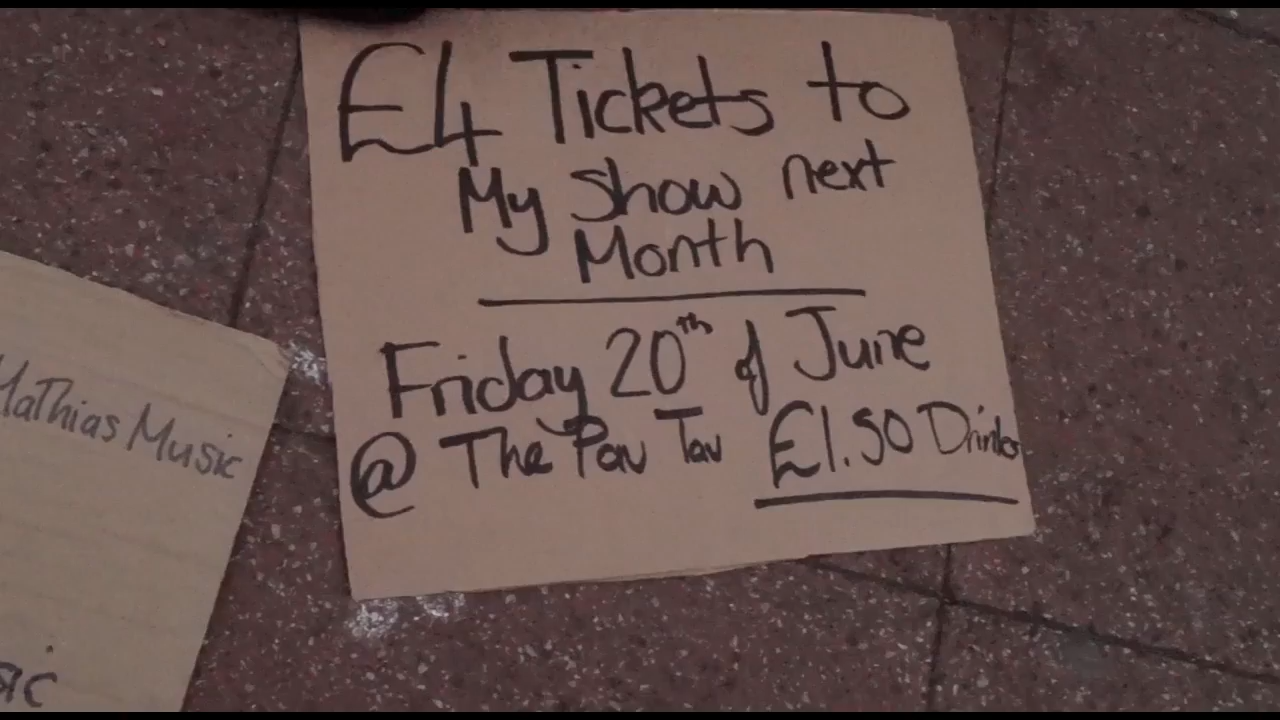 £4 Tickets to
My Show next
Month
Friday 20th of June
@ The Pav Tav £1.50 Drinks
Mathias Music